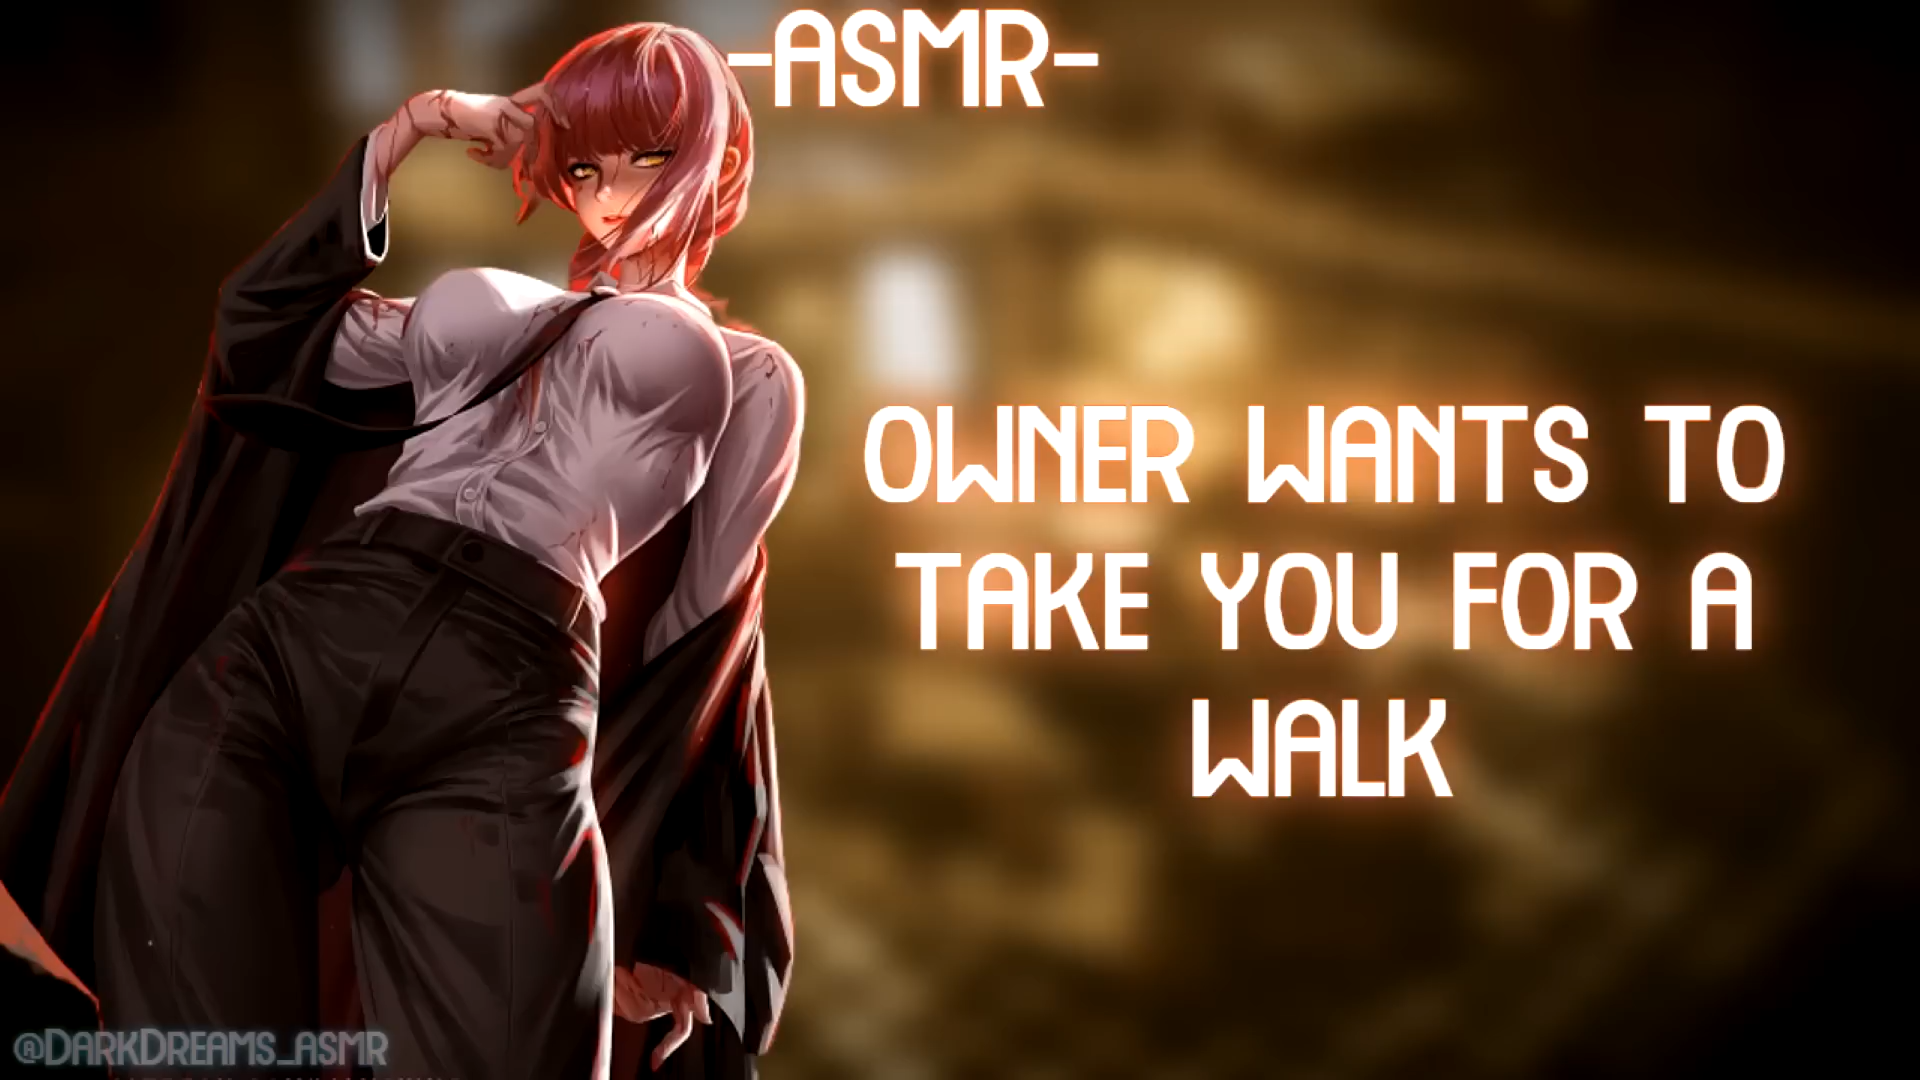 -ASMR-
OWNER WANTS TO
TAKE YOU FOR A
WALK
@DARKDREAMS_ASMR